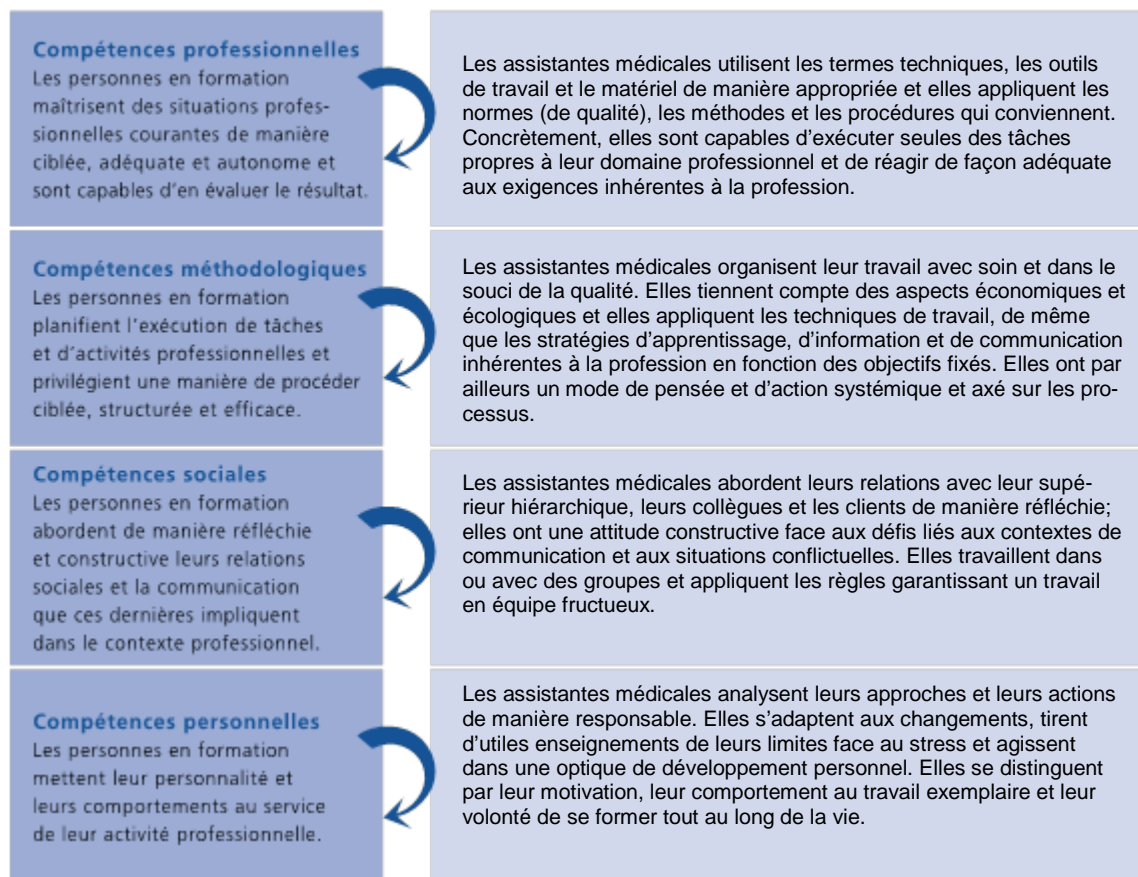 Compétences professionnelles
Les personnes en formation
maîtrisent des situations profes-
sionnelles courantes de manière
ciblée, adéquate et autonome et
sont capables d'en évaluer le résultat.
Les assistantes médicales utilisent les termes techniques, les outils
de travail et le matériel de manière appropriée et elles appliquent les
normes (de qualité), les méthodes et les procédures qui conviennent.
Concrètement, elles sont capables d'exécuter seules des tâches
propres à leur domaine professionnel et de réagir de façon adéquate
aux exigences inhérentes à la profession.
Compétences méthodologiques
Les personnes en formation
planifient l'exécution de tâches
et d'activités professionnelles et
privilégient une manière de procéder
ciblée, structurée et efficace.
Les assistantes médicales organisent leur travail avec soin et dans le
souci de la qualité. Elles tiennent compte des aspects économiques et
écologiques et elles appliquent les techniques de travail, de même
que les stratégies d'apprentissage, d'information et de communication
inhérentes à la profession en fonction des objectifs fixés. Elles ont par
ailleurs un mode de pensée et d'action systémique et axé sur les pro-
cessus.
Compétences sociales
Les personnes en formation
abordent de manière réfléchie
et constructive leurs relations
sociales et la communication
que ces dernières impliquent
dans le contexte professionnel.
Les assistantes médicales abordent leurs relations avec leur supé-
rieur hiérarchique, leurs collègues et les clients de manière réfléchie;
elles ont une attitude constructive face aux défis liés aux contextes de
communication et aux situations conflictuelles. Elles travaillent dans
ou avec des groupes et appliquent les règles garantissant un travail
en équipe fructueux.
Compétences personnelles
Les personnes en formation
mettent leur personnalité et
leurs comportements au service
de leur activité professionnelle.
Les assistantes médicales analysent leurs approches et leurs actions
de manière responsable. Elles s'adaptent aux changements, tirent
d'utiles enseignements de leurs limites face au stress et agissent
dans une optique de développement personnel. Elles se distinguent
par leur motivation, leur comportement au travail exemplaire et leur
volonté de se former tout au long de la vie.